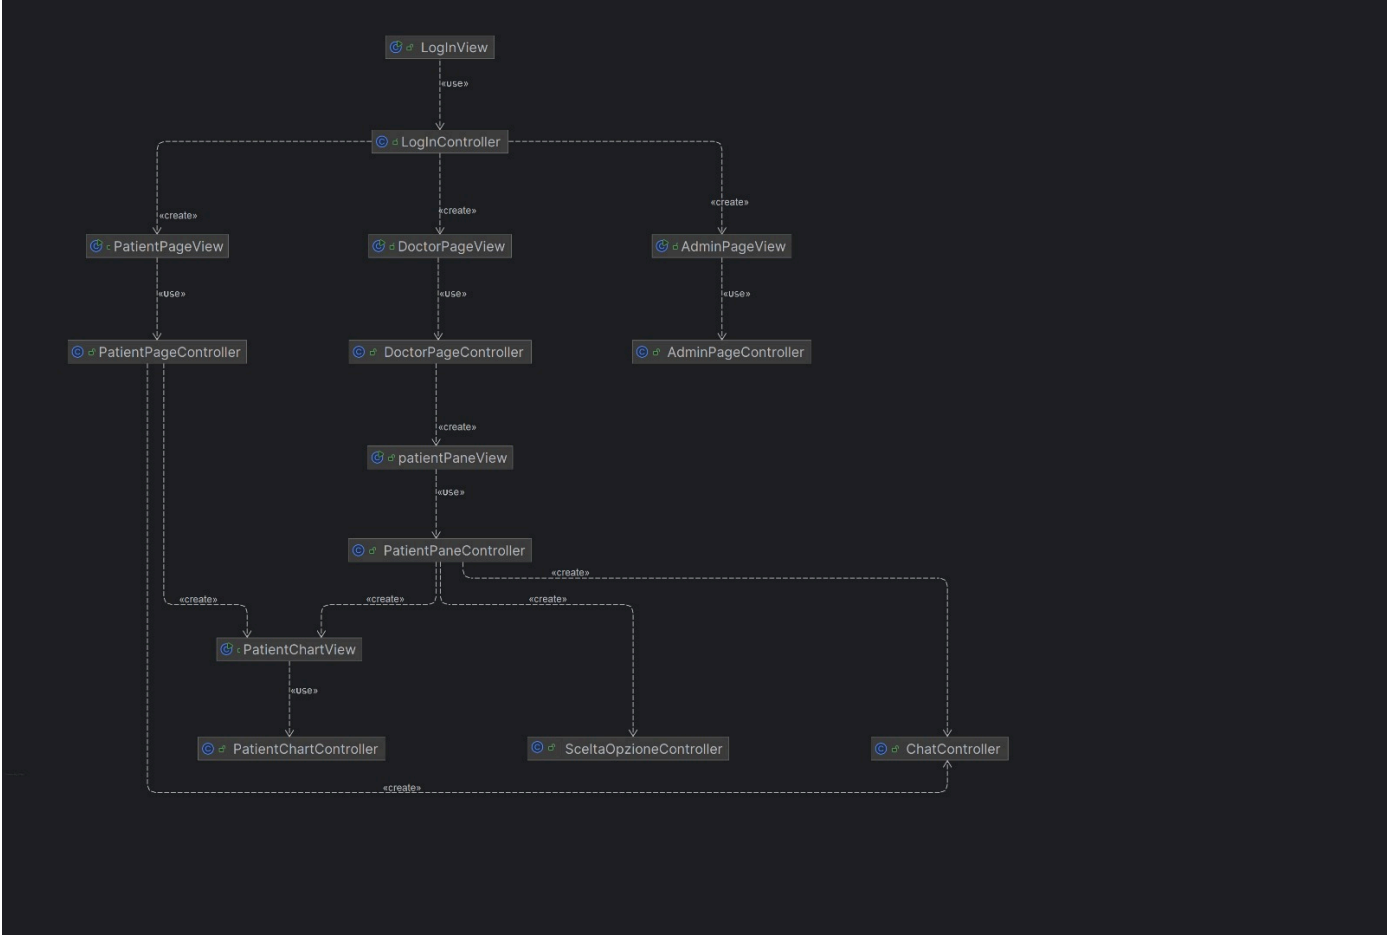 LogInView
«use»
LogInController
«create»
«create»
«create»
PatientPageView
DoctorPageView
AdminPageView
«use»
«use»
«use»
PatientPageController
DoctorPageController
AdminPageController
«create»
patientPaneView
«use»
PatientPaneController
«create»
«create»
«create»
«create»
PatientChartView
«use»
PatientChartController
SceltaOpzioneController
ChatController
«create»